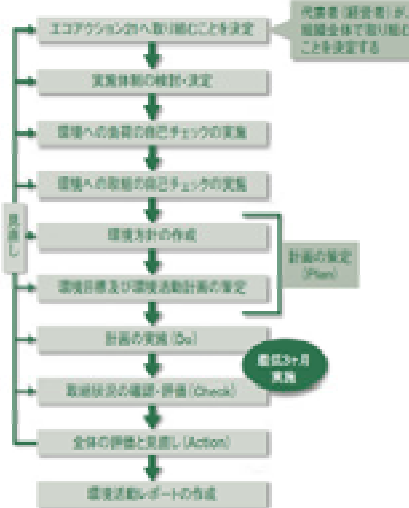 エコアクション21へ取り組むことを決定
代表者(経営者)が、
組織全体で取り組む
ことを決定する
実施体制の検討・決定
環境への負荷の自己チェックの実施
環境への取組の自己チェックの実施
環境方針の作成
環境目標及び環境活動計画の策定
計画の策定
(Plan)
見直し
計画の実施(Do)
最低3ヶ月
実施
取組状況の確認・評価(Check)
全体の評価と見直し(Action)
環境活動レポートの作成